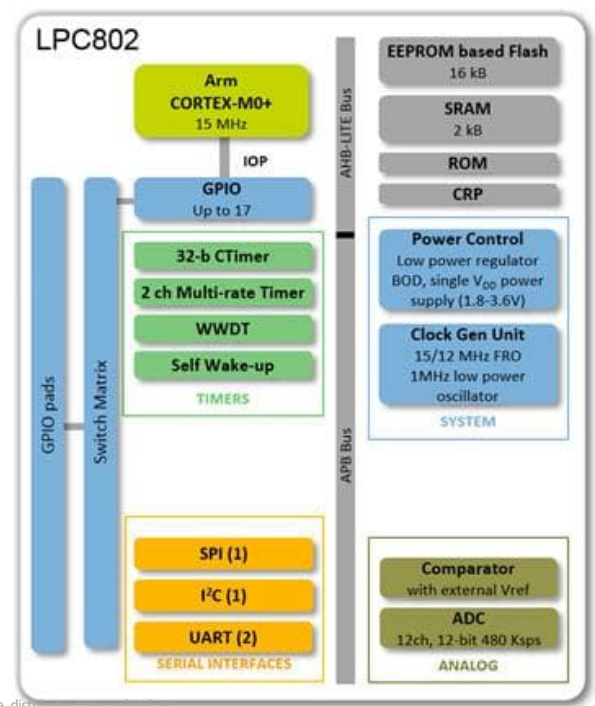 LPC802
Arm
CORTEX-M0+
15 MHz
IOP
GPIO
Up to 17
32-b CTimer
2 ch Multi-rate Timer
WWDT
Self Wake-up
TIMERS
GPIO pads
Switch Matrix
SPI (1)
I²C (1)
UART (2)
SERIAL INTERFACES
AHB-LITE Bus
APB Bus
EEPROM based Flash
16 kB
SRAM
2 kB
ROM
CRP
Power Control
Low power regulator
BOD, single VDD power
supply (1.8-3.6V)
Clock Gen Unit
15/12 MHz FRO
1MHz low power
oscillator
SYSTEM
Comparator
with external Vref
ADC
12ch, 12-bit 480 Ksps
ANALOG